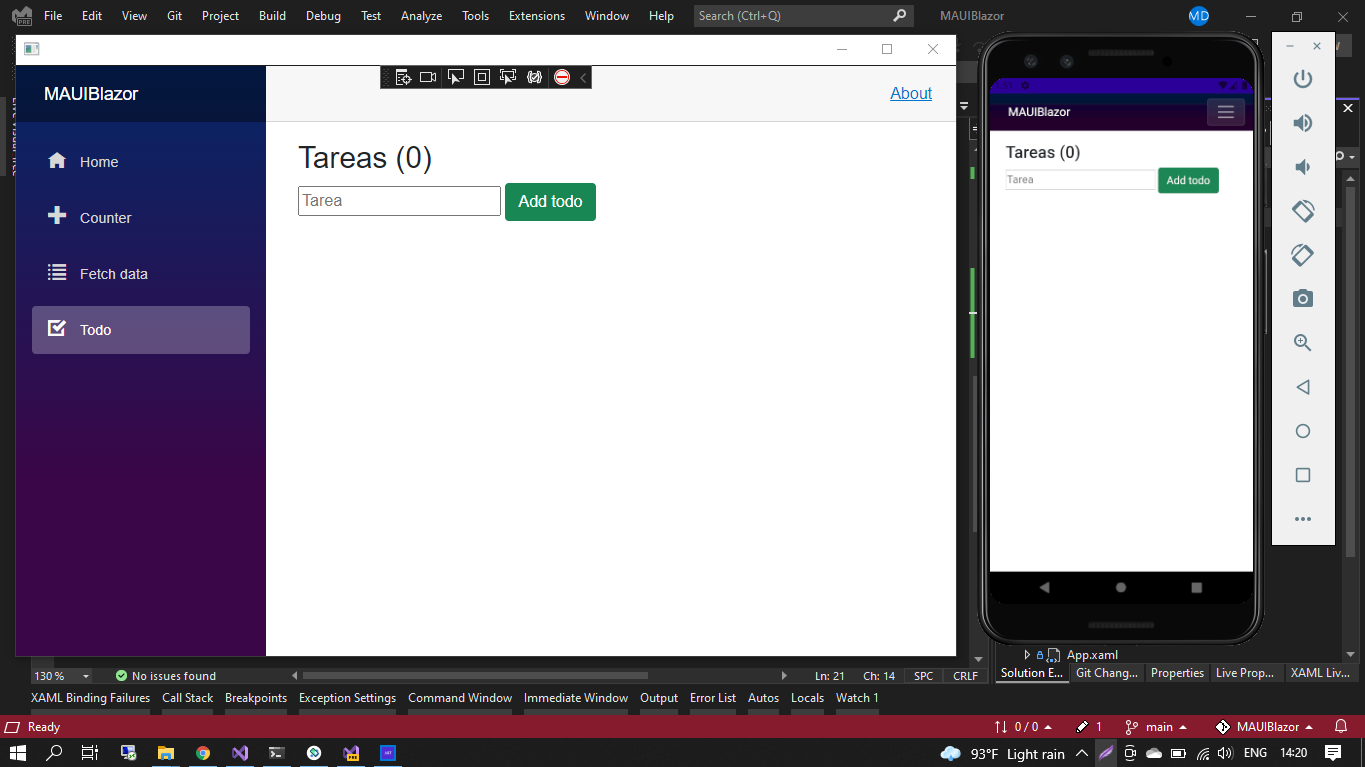 File Edit View Git Project Build Debug Test Analyze Tools Extensions Window Help Search (Ctrl+Q) MAUIBlazor MD
PRE
MAUIBlazor
About
Home
Counter
Fetch data
Todo
Tareas (0)
Tarea Add todo
MAUIBlazor
Tareas (0)
Tarea Add todo
App.xaml
130 % No issues found Ln: 21 Ch: 14 SPC CRLF
Solution E... Git Chang... Properties Live Prop... XAML Liv...
XAML Binding Failures Call Stack Breakpoints Exception Settings Command Window Immediate Window Output Error List Autos Locals Watch 1
Ready 0 / 0 1 main MAUIBlazor
93°F Light rain ENG 14:20